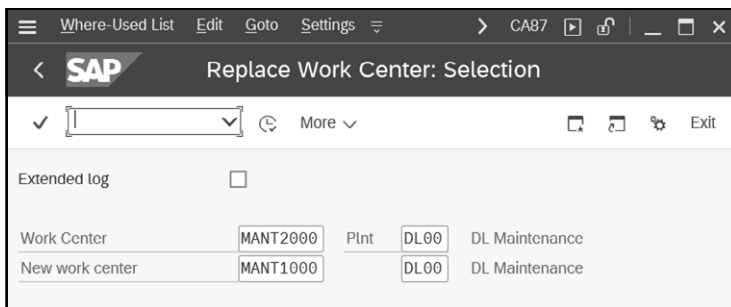 Where-Used List Edit Goto Settings CA87
SAP Replace Work Center: Selection
More Exit
Extended log
Work Center MANT2000 Plnt DL00 DL Maintenance
New work center MANT1000 DL00 DL Maintenance